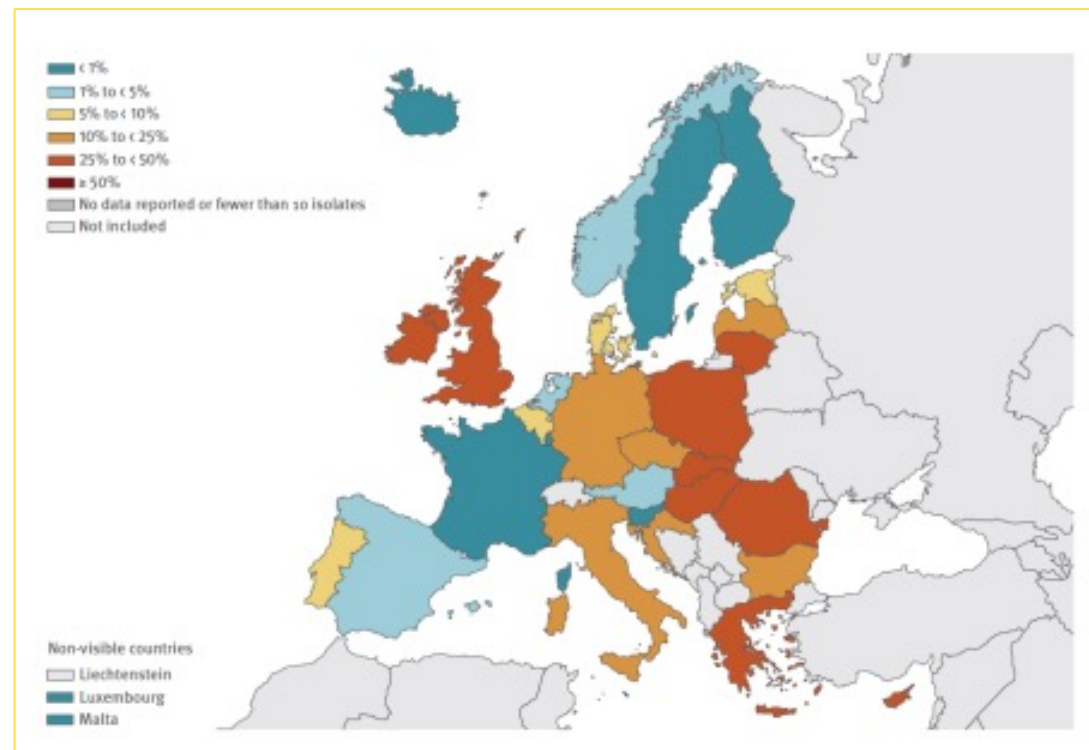 < 1%
1% to < 5%
5% to < 10%
10% to < 25%
25% to < 50%
≥ 50%
No data reported or fewer than 10 isolates
Not included
Non-visible countries
Liechtenstein
Luxembourg
Malta